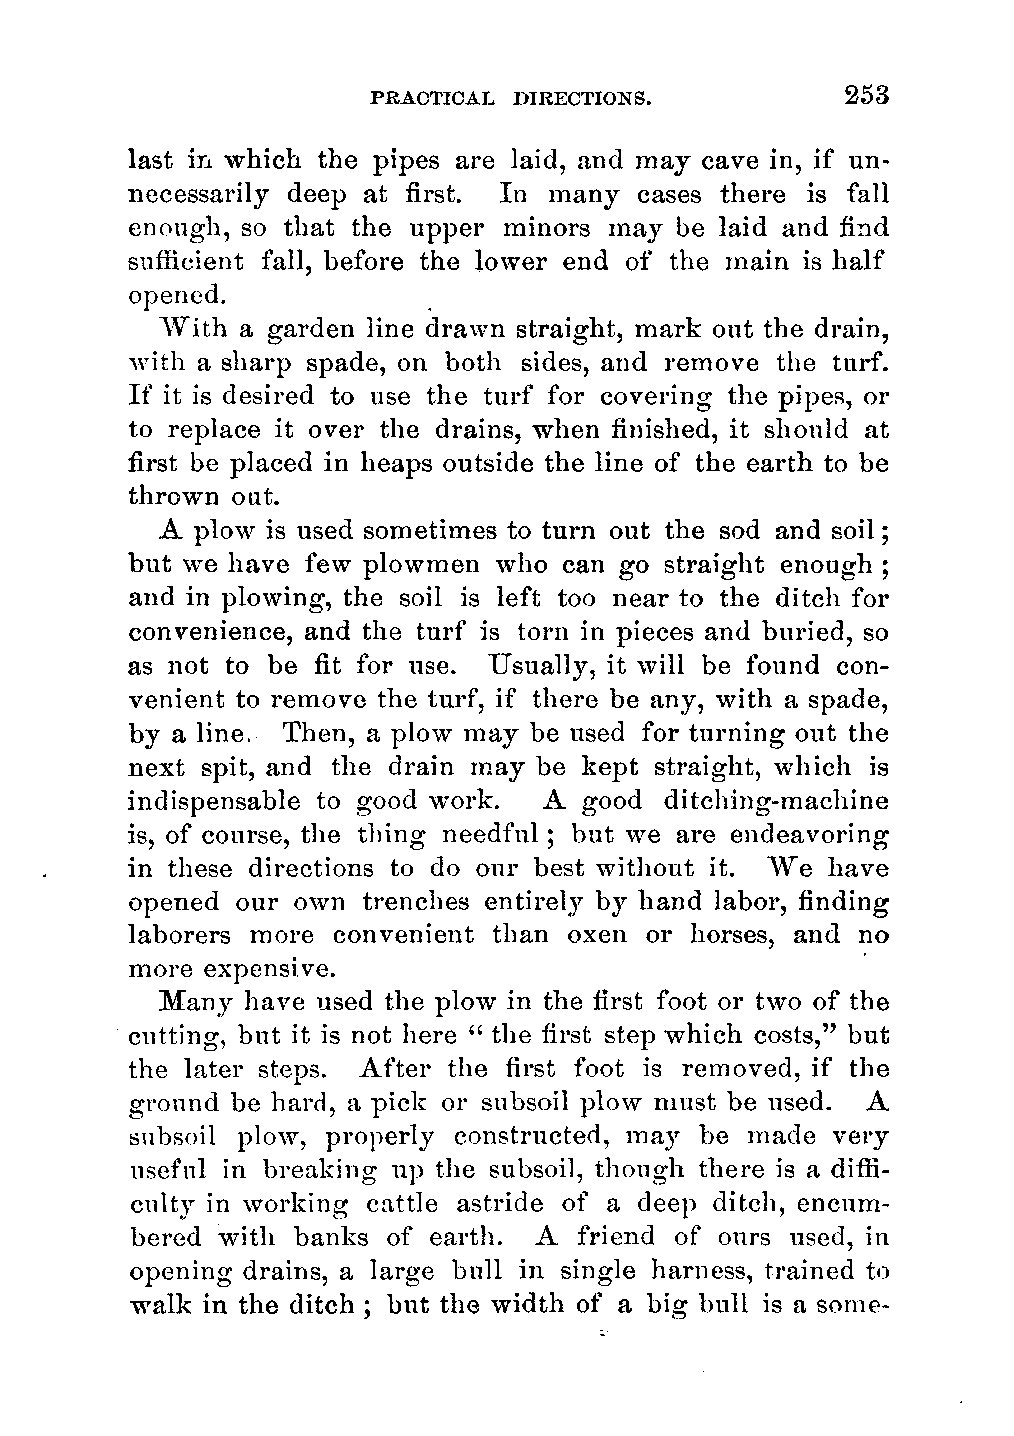 PRACTICAL DIRECTIONS. 253
last in which the pipes are laid, and may cave in, if un-
necessarily deep at first. In many cases there is fall
enough, so that the upper minors may be laid and find
sufficient fall, before the lower end of the main is half
opened.
With a garden line drawn straight, mark out the drain,
with a sharp spade, on both sides, and remove the turf.
If it is desired to use the turf for covering the pipes, or
to replace it over the drains, when finished, it should at
first be placed in heaps outside the line of the earth to be
thrown out.
A plow is used sometimes to turn out the sod and soil;
but we have few plowmen who can go straight enough ;
and in plowing, the soil is left too near to the ditch for
convenience, and the turf is torn in pieces and buried, so
as not to be fit for use. Usually, it will be found con-
venient to remove the turf, if there be any, with a spade,
by a line. Then, a plow may be used for turning out the
next spit, and the drain may be kept straight, which is
indispensable to good work. A good ditching-machine
is, of course, the thing needful ; but we are endeavoring
in these directions to do our best without it. We have
opened our own trenches entirely by hand labor, finding
laborers more convenient than oxen or horses, and no
more expensive.
Many have used the plow in the first foot or two of the
cutting, but it is not here “ the first step which costs,” but
the later steps. After the first foot is removed, if the
ground be hard, a pick or subsoil plow must be used. A
subsoil plow, properly constructed, may be made very
useful in breaking up the subsoil, though there is a diffi-
culty in working cattle astride of a deep ditch, encum-
bered with banks of earth. A friend of ours used, in
opening drains, a large bull in single harness, trained to
walk in the ditch ; but the width of a big bull is a some-